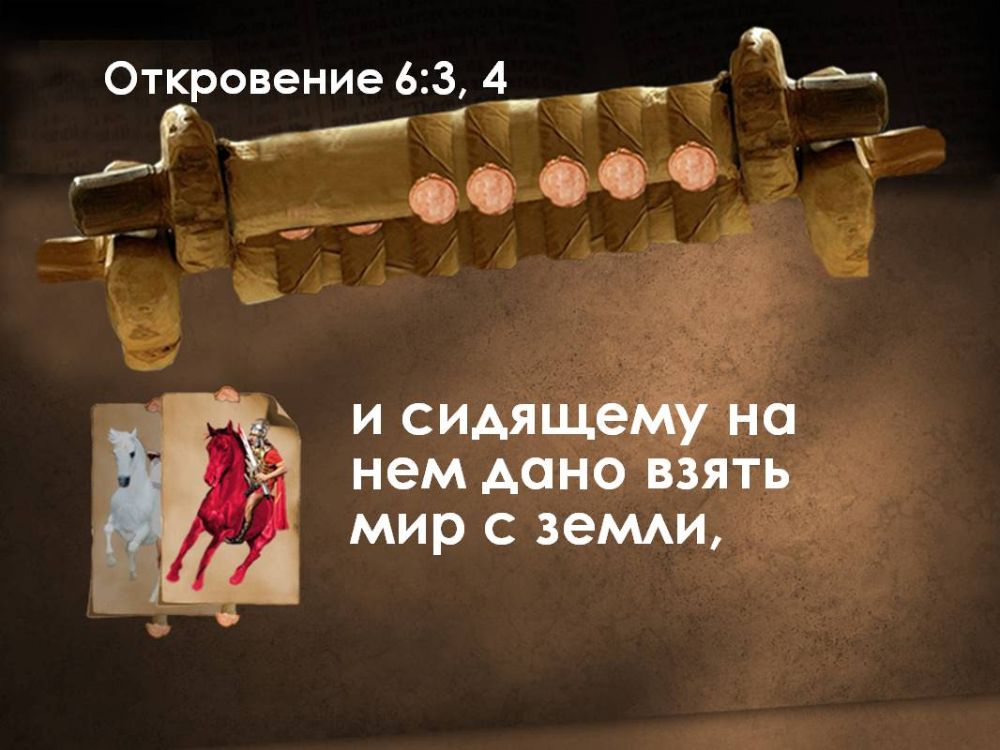 Откровение 6:3, 4
и сидящему на
нем дано взять
мир с земли,